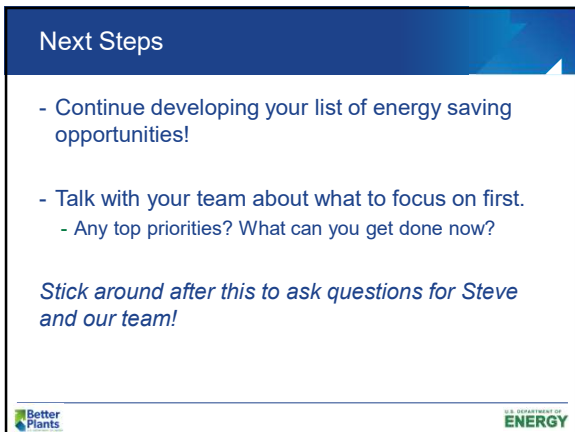 Next Steps
- Continue developing your list of energy saving
opportunities!
- Talk with your team about what to focus on first.
- Any top priorities? What can you get done now?
Stick around after this to ask questions for Steve
and our team!
Better
Plants
U.S. DEPARTMENT OF
ENERGY